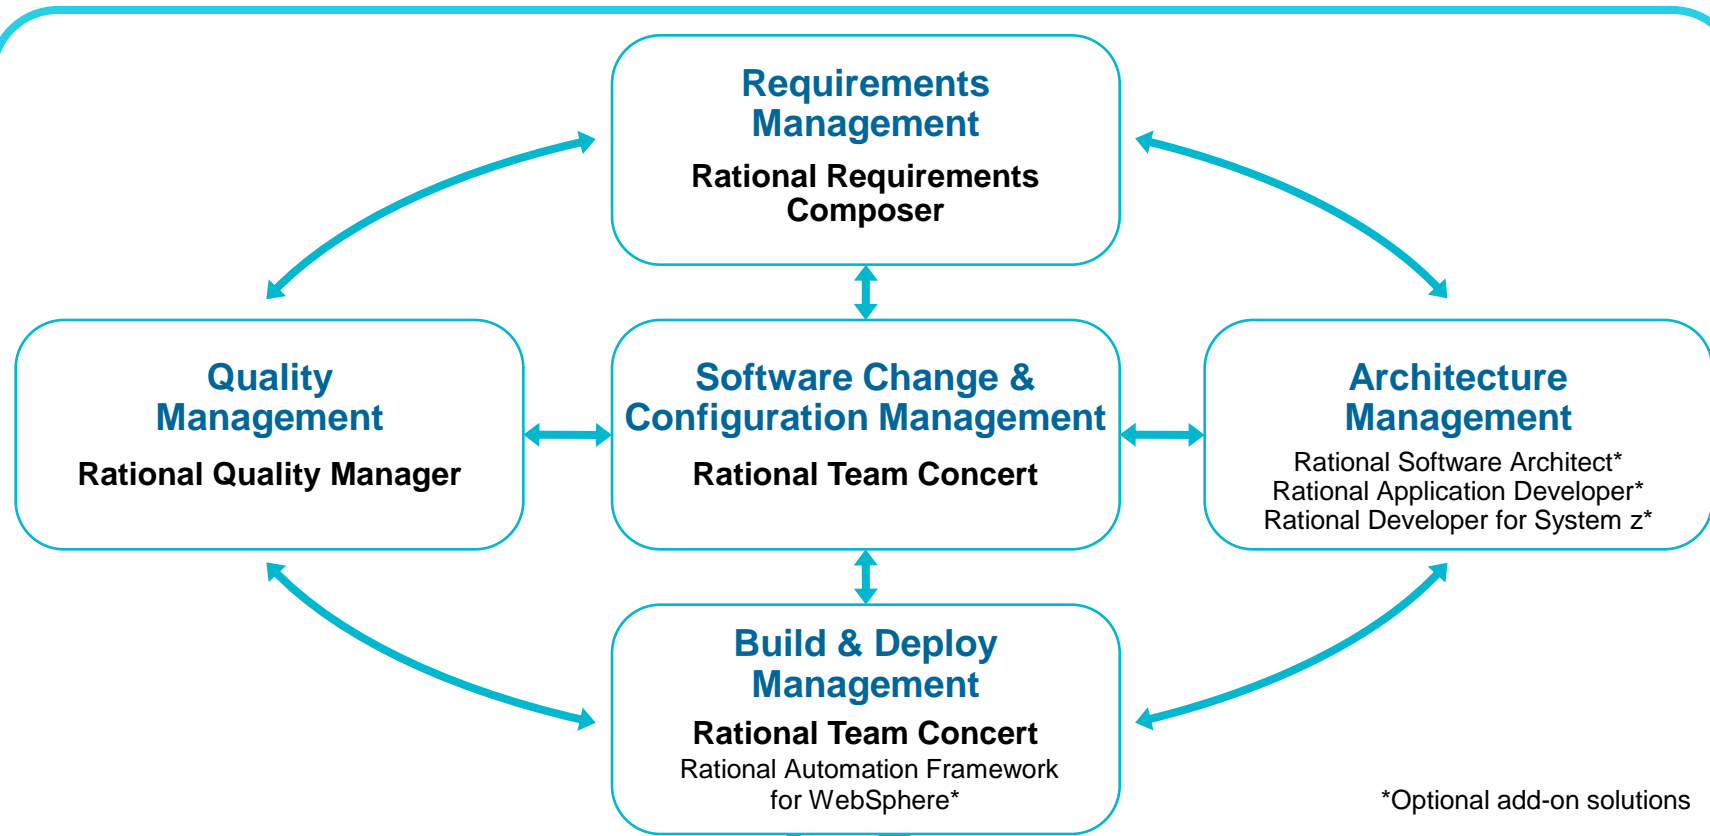 Requirements
Management
Rational Requirements
Composer
Quality
Management
Rational Quality Manager
Software Change &
Configuration Management
Rational Team Concert
Architecture
Management
Rational Software Architect*
Rational Application Developer*
Rational Developer for System z*
Build & Deploy
Management
Rational Team Concert
Rational Automation Framework
for WebSphere*
*Optional add-on solutions